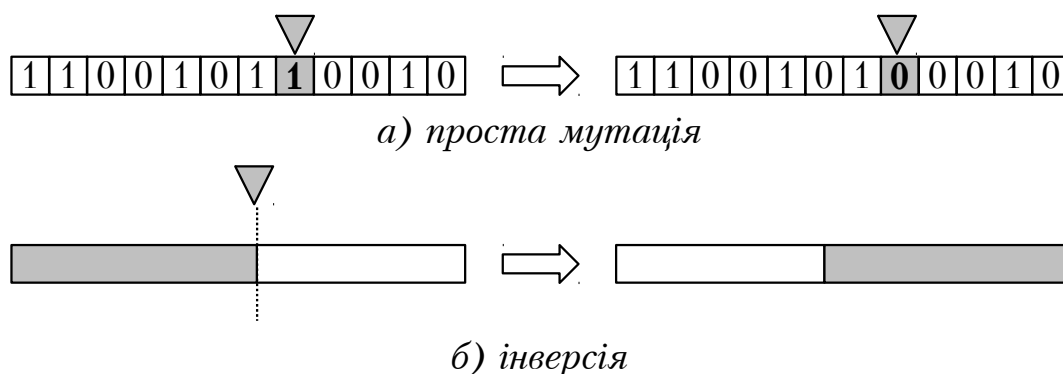 1 1 0 0 1 0 1 1 0 0 1 0 1 1 0 0 1 0 1 0 0 0 1 0
а) проста мутація
б) інверсія